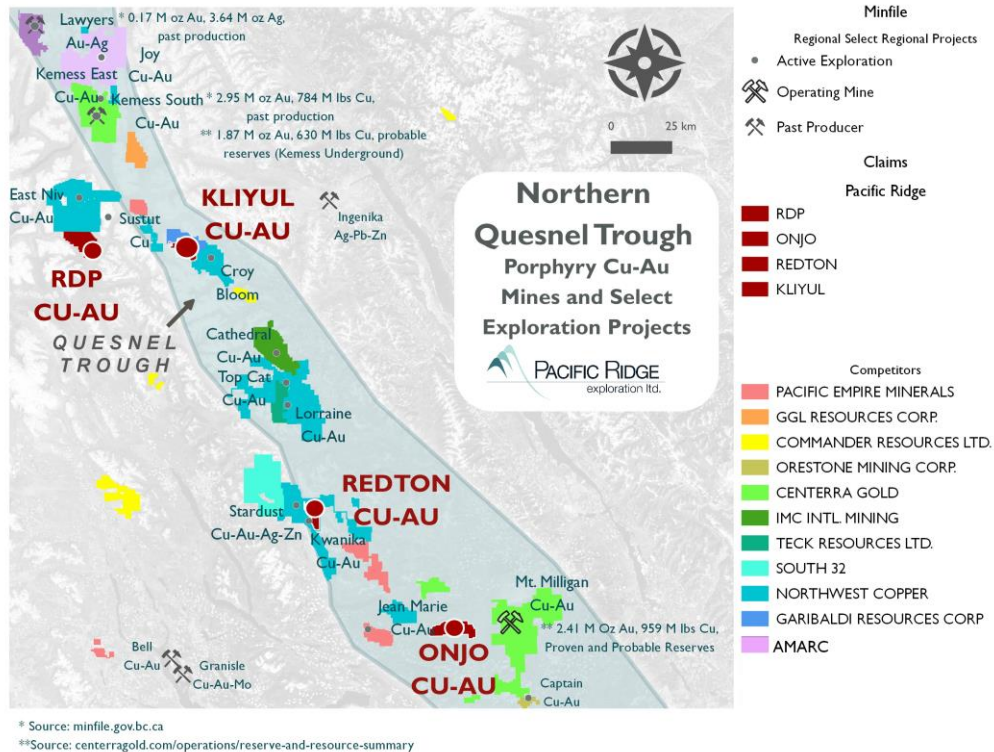 Lawyers
Au-Ag
* 0.17 M oz Au, 3.64 M oz Ag,
past production
Joy
Cu-Au
Kemess East
Cu-Au
Kemess South
Cu-Au
* 2.95 M oz Au, 784 M lbs Cu,
past production
** 1.87 M oz Au, 630 M lbs Cu, probable
reserves (Kemess Underground)
0 25 km
East Niv
Cu-Au
Sustut
Cu
KLIYUL
CU-AU
Ingenika
Ag-Pb-Zn
RDP
CU-AU
Croy
Bloom
QUESNEL
TROUGH
Cathedral
Cu-Au
Top Cat
Cu-Au
Lorraine
Cu-Au
Northern
Quesnel Trough
Porphyry Cu-Au
Mines and Select
Exploration Projects
PACIFIC RIDGE
exploration ltd.
REDTON
CU-AU
Stardust
Cu-Au-Ag-Zn
Kwanika
Cu-Au
Mt. Milligan
Cu-Au
** 2.41 M Oz Au, 959 M lbs Cu,
Proven and Probable Reserves
Jean Marie
Cu-Au
ONJO
CU-AU
Bell
Cu-Au
Granisle
Cu-Au-Mo
Captain
Cu-Au
Minfile
Regional Select Regional Projects
Active Exploration
Operating Mine
Past Producer
Claims
Pacific Ridge
RDP
ONJO
REDTON
KLIYUL
Competitors
PACIFIC EMPIRE MINERALS
GGL RESOURCES CORP.
COMMANDER RESOURCES LTD.
ORESTONE MINING CORP.
CENTERRA GOLD
IMC INTL. MINING
TECK RESOURCES LTD.
SOUTH 32
NORTHWEST COPPER
GARIBALDI RESOURCES CORP
AMARC
* Source: minfile.gov.bc.ca
**Source: centerragold.com/operations/reserve-and-resource-summary